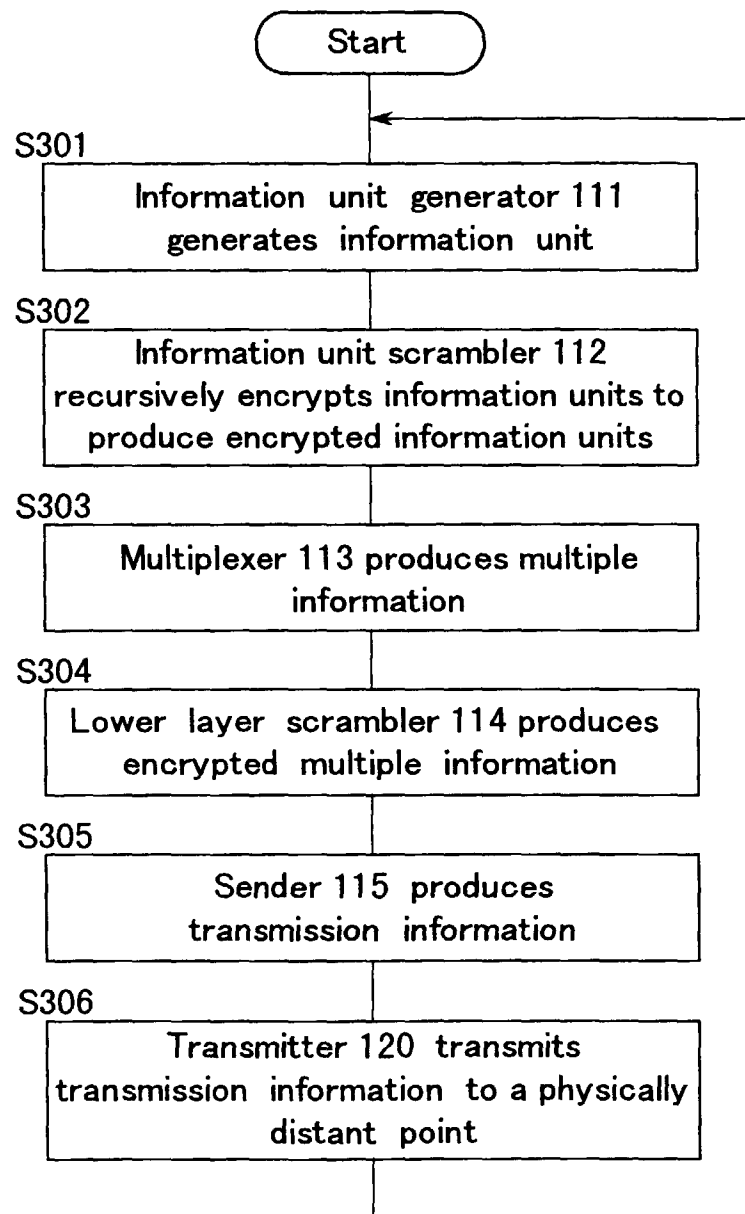 Start
S301
Information unit generator 111
generates information unit
S302
Information unit scrambler 112
recursively encrypts information units to
produce encrypted information units
S303
Multiplexer 113 produces multiple
information
S304
Lower layer scrambler 114 produces
encrypted multiple information
S305
Sender 115 produces
transmission information
S306
Transmitter 120 transmits
transmission information to a physically
distant point